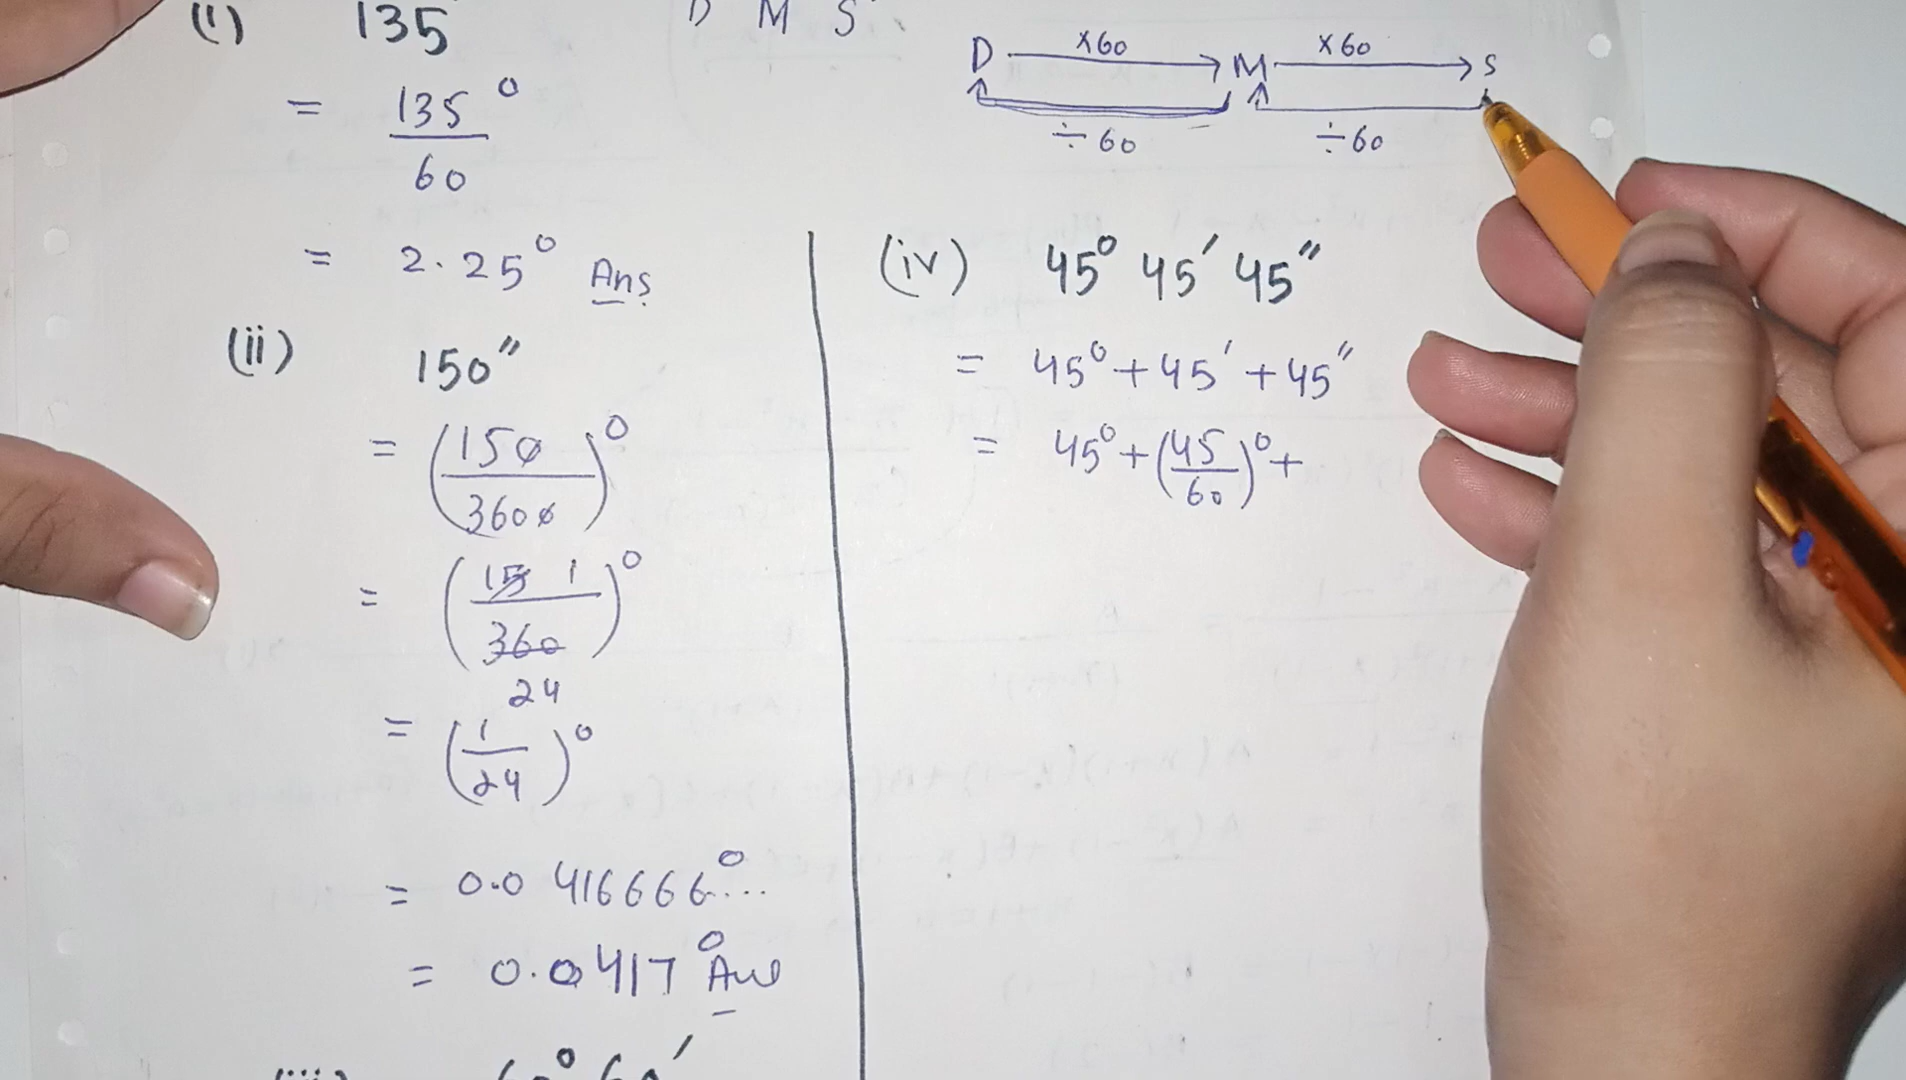 (i) 135'
D M S
= 135°/60
= 2.25° Ans
(ii) 150"
= (150/3600)°
= (15 1/360 24)°
= (1/24)°
= 0.0416666°...
= 0.0417° Ans
D ×60 M ×60 S
÷60 ÷60
(iv) 45° 45' 45"
= 45° + 45' + 45"
= 45° + (45/60)° +